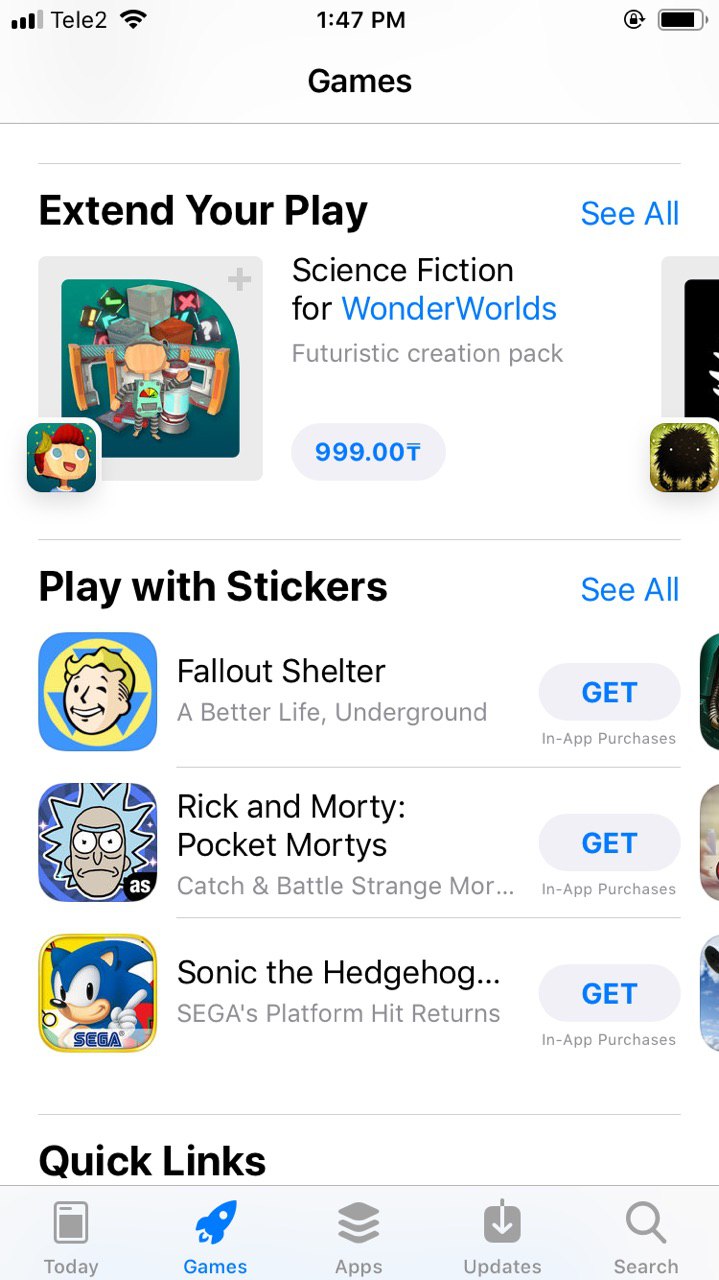 Tele2
1:47 PM
Games
Extend Your Play
See All
Science Fiction
for WonderWorlds
Futuristic creation pack
999.00₸
Play with Stickers
See All
Fallout Shelter
A Better Life, Underground
GET
In-App Purchases
Rick and Morty:
Pocket Mortys
Catch & Battle Strange Mor...
GET
In-App Purchases
as
Sonic the Hedgehog...
SEGA's Platform Hit Returns
GET
In-App Purchases
SEGA
Quick Links
Today
Games
Apps
Updates
Search